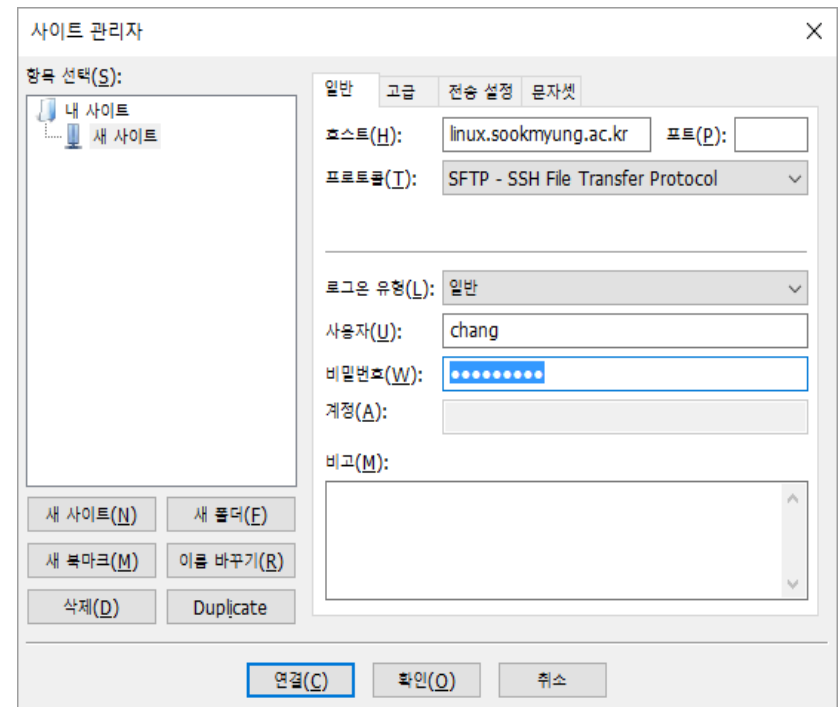 사이트 관리자
항목 선택(S):
내 사이트
새 사이트
새 사이트(N) 새 폴더(F)
새 북마크(M) 이름 바꾸기(R)
삭제(D) Duplicate
일반 고급 전송 설정 문자셋
호스트(H): linux.sookmyung.ac.kr 포트(P):
프로토콜(T): SFTP - SSH File Transfer Protocol
로그온 유형(L): 일반
사용자(U): chang
비밀번호(W): ●●●●●●●●●
계정(A):
비고(M):
연결(C) 확인(O) 취소